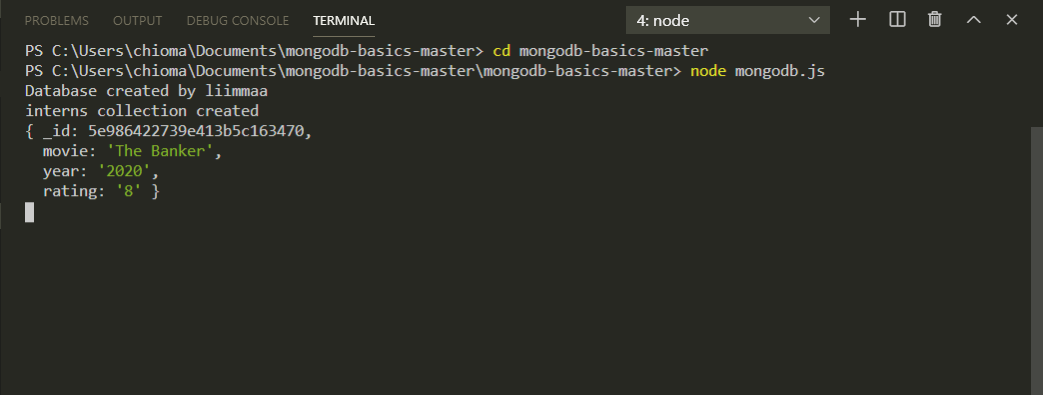 PROBLEMS OUTPUT DEBUG CONSOLE TERMINAL 4: node
PS C:\Users\chioma\Documents\mongodb-basics-master> cd mongodb-basics-master
PS C:\Users\chioma\Documents\mongodb-basics-master\mongodb-basics-master> node mongodb.js
Database created by liimmaa
interns collection created
{ _id: 5e986422739e413b5c163470,
  movie: 'The Banker',
  year: '2020',
  rating: '8' }